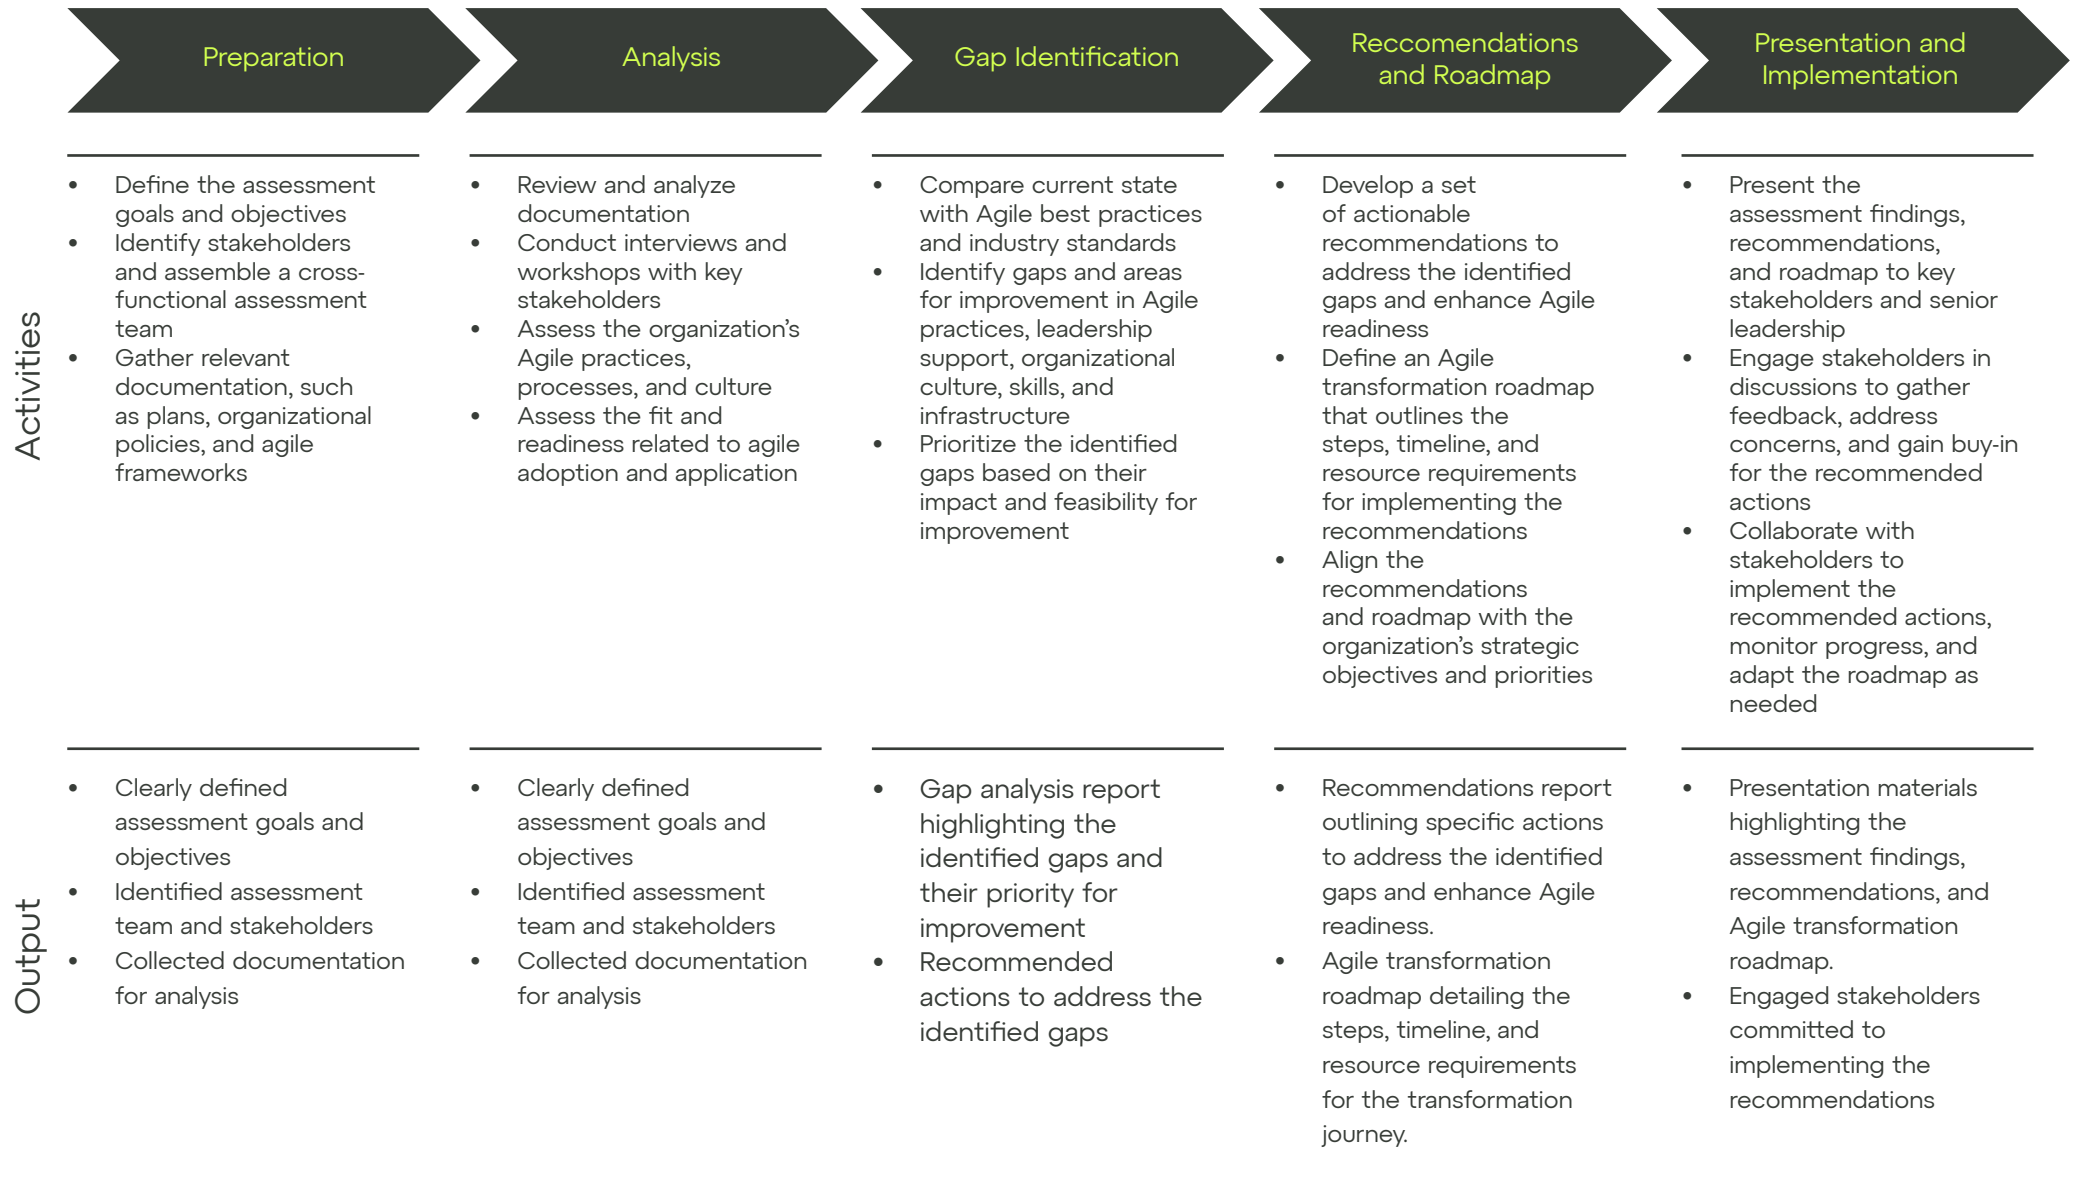 Preparation
Analysis
Gap Identification
Reccomendations
and Roadmap
Presentation and
Implementation
Activities
• Define the assessment
goals and objectives
• Identify stakeholders
and assemble a cross-
functional assessment
team
• Gather relevant
documentation, such
as plans, organizational
policies, and agile
frameworks
• Review and analyze
documentation
• Conduct interviews and
workshops with key
stakeholders
• Assess the organization’s
Agile practices,
processes, and culture
• Assess the fit and
readiness related to agile
adoption and application
• Compare current state
with Agile best practices
and industry standards
• Identify gaps and areas
for improvement in Agile
practices, leadership
support, organizational
culture, skills, and
infrastructure
• Prioritize the identified
gaps based on their
impact and feasibility for
improvement
• Develop a set
of actionable
recommendations to
address the identified
gaps and enhance Agile
readiness
• Define an Agile
transformation roadmap
that outlines the
steps, timeline, and
resource requirements
for implementing the
recommendations
• Align the
recommendations
and roadmap with the
organization’s strategic
objectives and priorities
• Present the
assessment findings,
recommendations,
and roadmap to key
stakeholders and senior
leadership
• Engage stakeholders in
discussions to gather
feedback, address
concerns, and gain buy-in
for the recommended
actions
• Collaborate with
stakeholders to
implement the
recommended actions,
monitor progress, and
adapt the roadmap as
needed
Output
• Clearly defined
assessment goals and
objectives
• Identified assessment
team and stakeholders
• Collected documentation
for analysis
• Clearly defined
assessment goals and
objectives
• Identified assessment
team and stakeholders
• Collected documentation
for analysis
• Gap analysis report
highlighting the
identified gaps and
their priority for
improvement
• Recommended
actions to address the
identified gaps
• Recommendations report
outlining specific actions
to address the identified
gaps and enhance Agile
readiness.
• Agile transformation
roadmap detailing the
steps, timeline, and
resource requirements
for the transformation
journey.
• Presentation materials
highlighting the
assessment findings,
recommendations, and
Agile transformation
roadmap.
• Engaged stakeholders
committed to
implementing the
recommendations